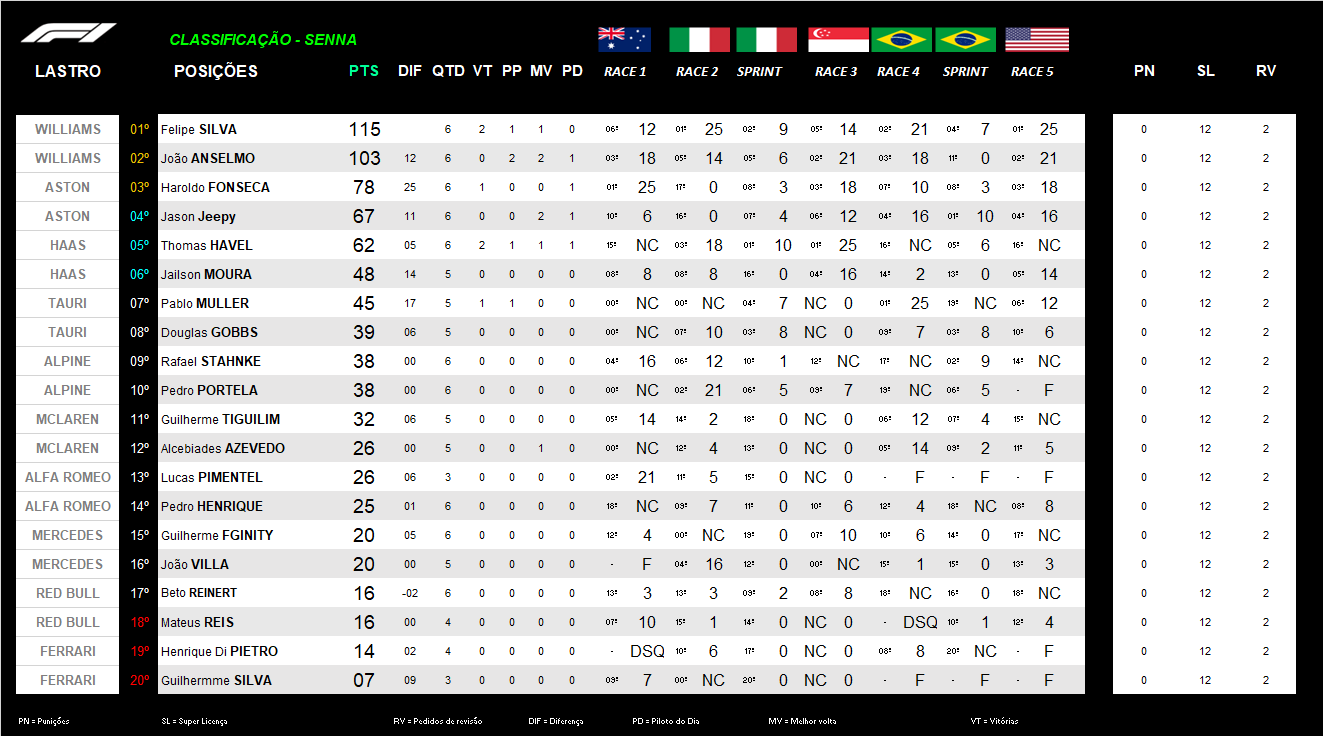 F1
CLASSIFICAÇÃO - SENNA
LASTRO POSIÇÕES PTS DIF QTD VT PP MV PD RACE 1 RACE 2 SPRINT RACE 3 RACE 4 SPRINT RACE 5 PN SL RV
WILLIAMS 01º Felipe SILVA 115 6 2 1 1 0 06º 12 01º 25 02º 9 05º 14 02º 21 04º 7 01º 25 0 12 2
WILLIAMS 02º João ANSELMO 103 12 6 0 2 2 1 03º 18 05º 14 05º 6 02º 21 03º 18 11º 0 02º 21 0 12 2
ASTON 03º Haroldo FONSECA 78 25 6 1 0 0 1 01º 25 17º 0 08º 3 03º 18 07º 10 08º 3 03º 18 0 12 2
ASTON 04º Jason Jeepy 67 11 6 0 0 2 1 10º 6 16º 0 07º 4 06º 12 04º 16 01º 10 04º 16 0 12 2
HAAS 05º Thomas HAVEL 62 05 6 2 1 1 1 15º NC 03º 18 01º 10 01º 25 16º NC 05º 6 16º NC 0 12 2
HAAS 06º Jailson MOURA 48 14 5 0 0 0 0 08º 8 08º 8 16º 0 04º 16 14º 2 13º 0 05º 14 0 12 2
TAURI 07º Pablo MULLER 45 17 5 1 1 0 0 00º NC 00º NC 04º 7 NC 0 01º 25 19º NC 06º 12 0 12 2
TAURI 08º Douglas GOBBS 39 06 5 0 0 0 0 00º NC 07º 10 03º 8 NC 0 09º 7 03º 8 10º 6 0 12 2
ALPINE 09º Rafael STAHNKE 38 00 6 0 0 0 0 04º 16 06º 12 10º 1 12º NC 17º NC 02º 9 14º NC 0 12 2
ALPINE 10º Pedro PORTELA 38 00 6 0 0 0 0 00º NC 02º 21 06º 5 09º 7 19º NC 06º 5 - F 0 12 2
MCLAREN 11º Guilherme TIGUILIM 32 06 5 0 0 0 0 05º 14 14º 2 18º 0 NC 0 06º 12 07º 4 15º NC 0 12 2
MCLAREN 12º Alcebiades AZEVEDO 26 00 5 0 0 1 0 00º NC 12º 4 13º 0 NC 0 05º 14 09º 2 11º 5 0 12 2
ALFA ROMEO 13º Lucas PIMENTEL 26 06 3 0 0 0 0 02º 21 11º 5 15º 0 NC 0 - F - F - F 0 12 2
ALFA ROMEO 14º Pedro HENRIQUE 25 01 6 0 0 0 0 18º NC 09º 7 11º 0 10º 6 12º 4 18º NC 08º 8 0 12 2
MERCEDES 15º Guilherme FGINITY 20 05 6 0 0 0 0 12º 4 00º NC 19º 0 07º 10 10º 6 14º 0 17º NC 0 12 2
MERCEDES 16º João VILLA 20 00 5 0 0 0 0 - F 04º 16 12º 0 00º NC 15º 1 15º 0 13º 3 0 12 2
RED BULL 17º Beto REINERT 16 -02 6 0 0 0 0 13º 3 13º 3 09º 2 08º 8 18º NC 16º 0 18º NC 0 12 2
RED BULL 18º Mateus REIS 16 00 4 0 0 0 0 07º 10 15º 1 14º 0 NC 0 - DSQ 10º 1 12º 4 0 12 2
FERRARI 19º Henrique Di PIETRO 14 02 4 0 0 0 0 - DSQ 10º 6 17º 0 NC 0 08º 8 20º NC - F 0 12 2
FERRARI 20º Guilhermme SILVA 07 09 3 0 0 0 0 09º 7 00º NC 20º 0 NC 0 - F - F - F 0 12 2
PN = Punições SL = Super Licença RV = Pedidos de revisão DIF = Diferença PD = Piloto do Dia MV = Melhor volta VT = Vitórias